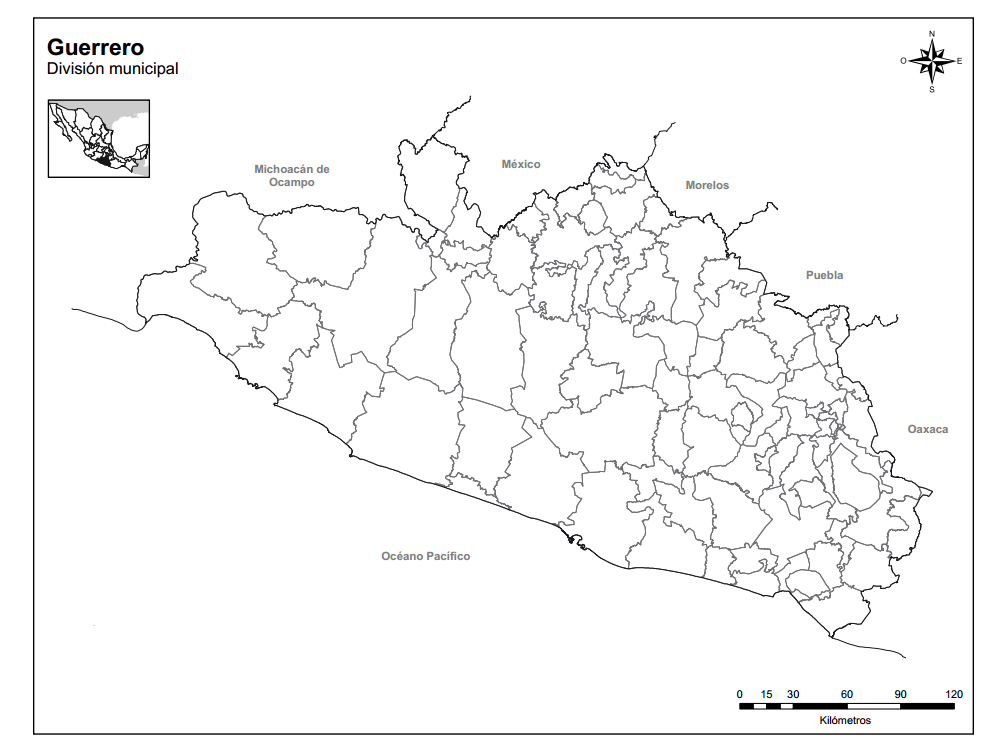 Guerrero
División municipal
N
O
E
S
México
Michoacán de
Ocampo
Morelos
Puebla
Oaxaca
Océano Pacífico
0 15 30 60 90 120
Kilómetros